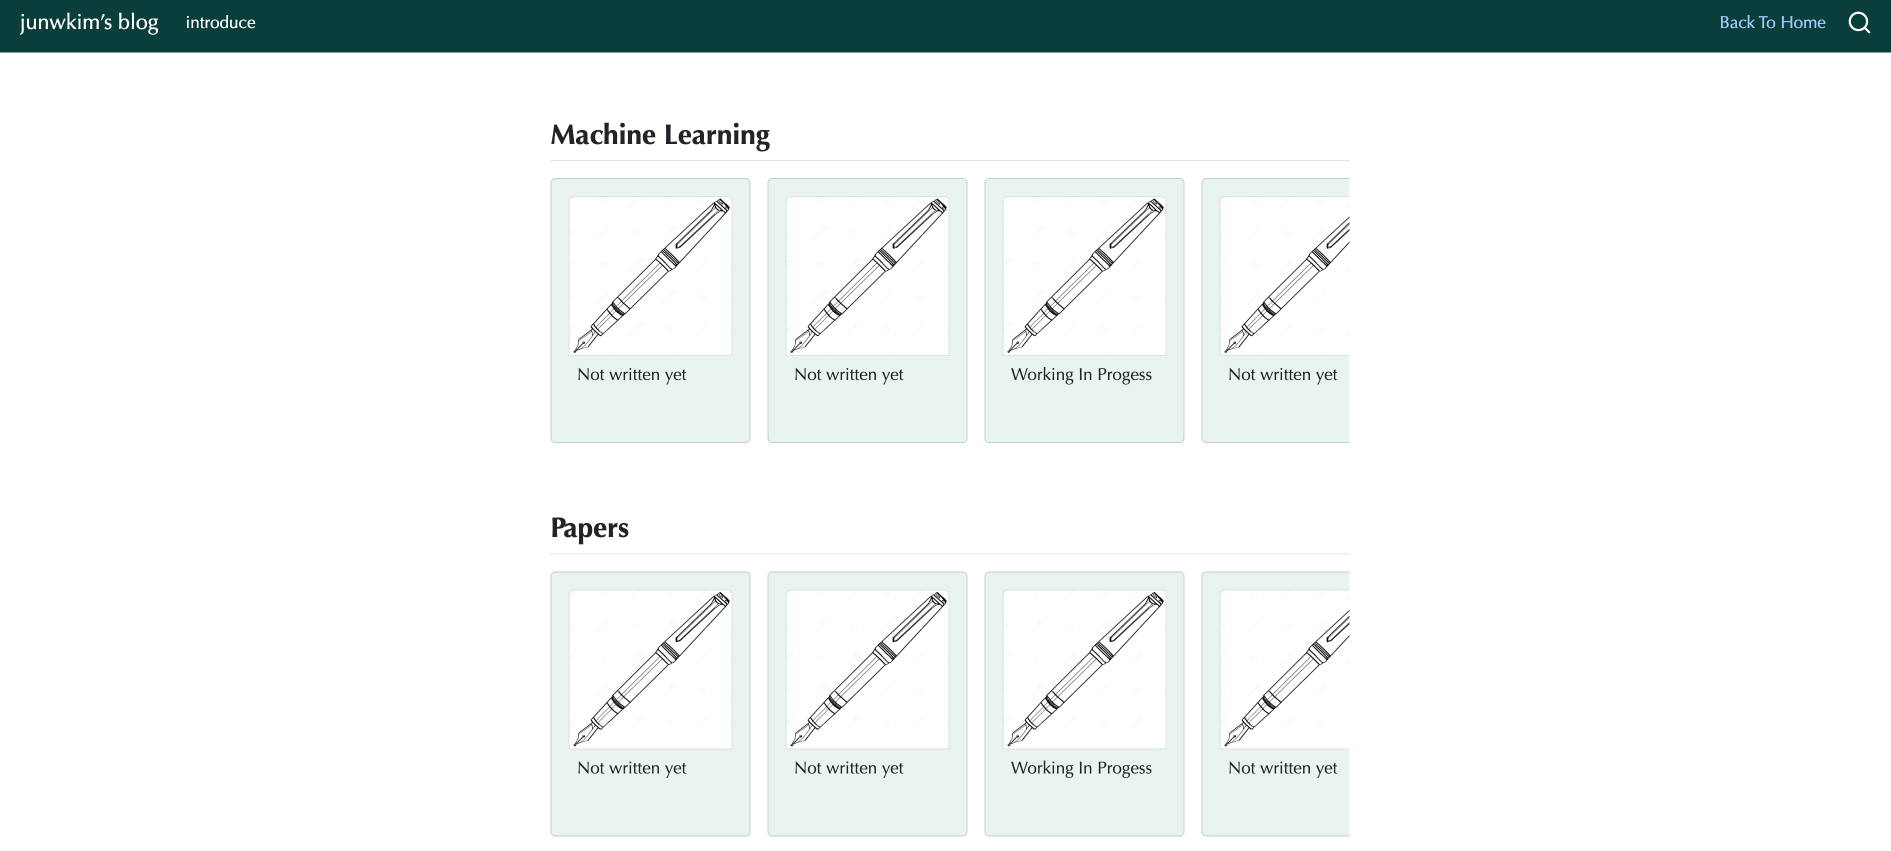 junwkim's blog introduce Back To Home
Machine Learning
Not written yet
Not written yet
Working In Progess
Not written yet
Papers
Not written yet
Not written yet
Working In Progess
Not written yet